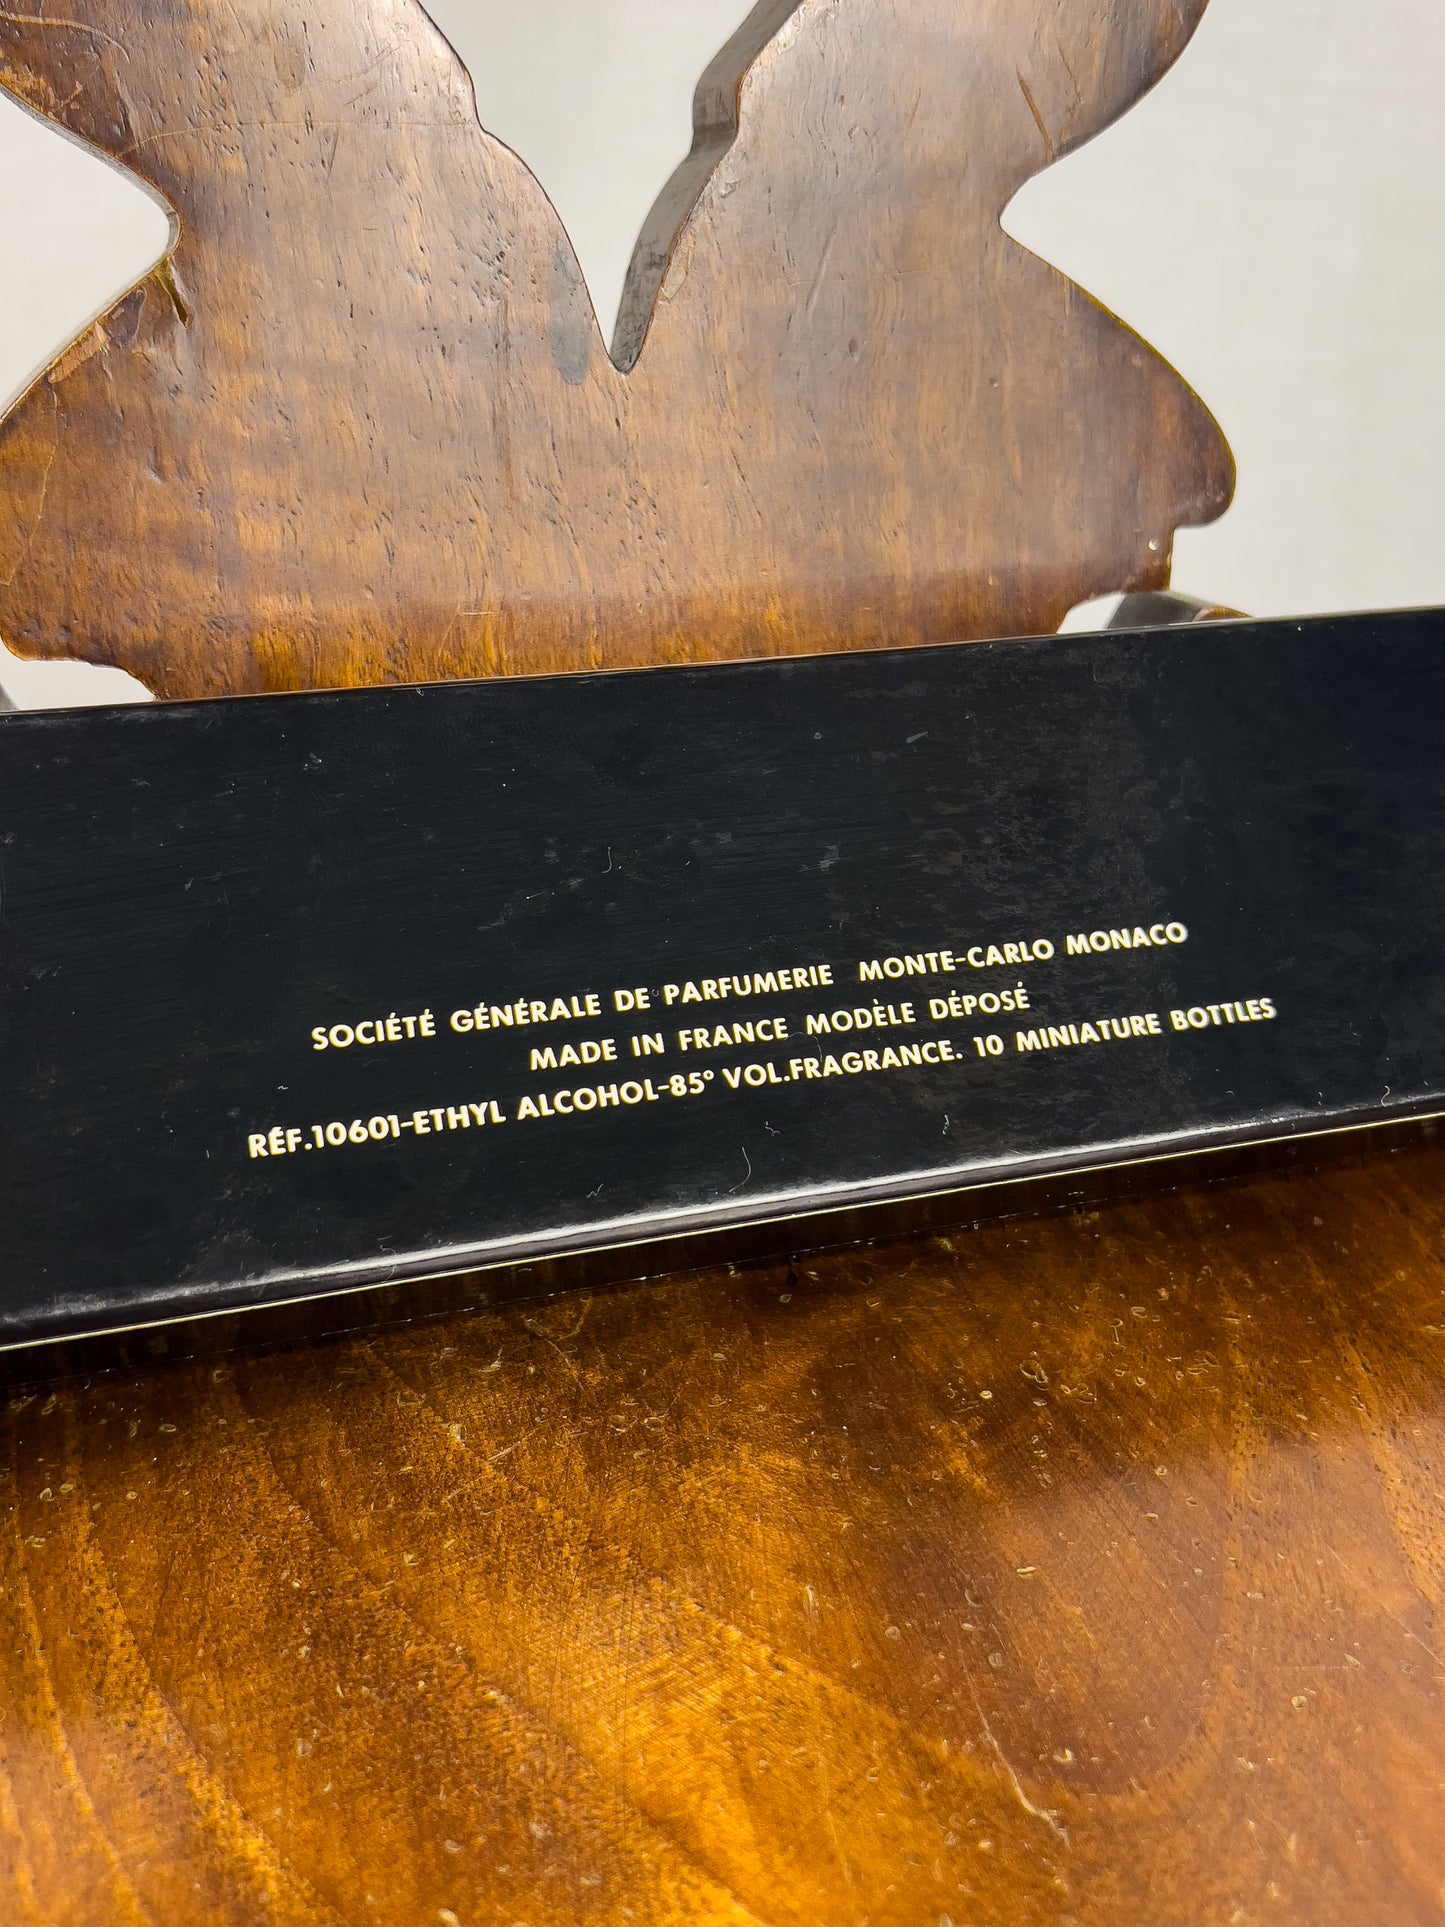 SOCIÉTÉ GÉNÉRALE DE PARFUMERIE MONTE-CARLO MONACO
MADE IN FRANCE MODÈLE DÉPOSÉ
RÉF.10601-ETHYL ALCOHOL-85° VOL.FRAGRANCE. 10 MINIATURE BOTTLES